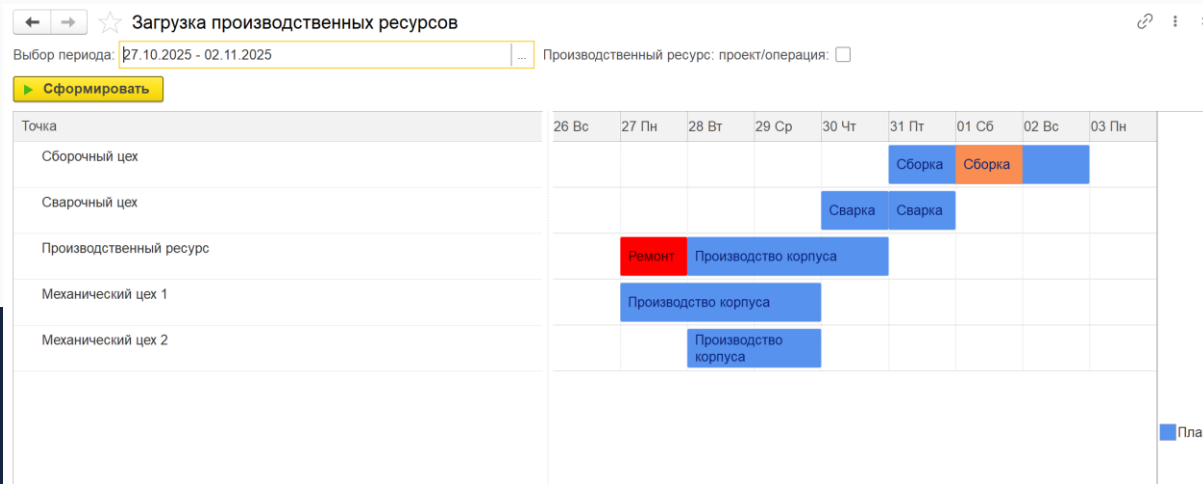 Загрузка производственных ресурсов
Выбор периода: 27.10.2025 - 02.11.2025 ... Производственный ресурс: проект/операция:
Сформировать
Точка 26 Вс 27 Пн 28 Вт 29 Ср 30 Чт 31 Пт 01 Сб 02 Вс 03 Пн
Сборочный цех Сборка Сборка
Сварочный цех Сварка Сварка
Производственный ресурс Ремонт Производство корпуса
Механический цех 1 Производство корпуса
Механический цех 2 Производство
корпуса
Пла